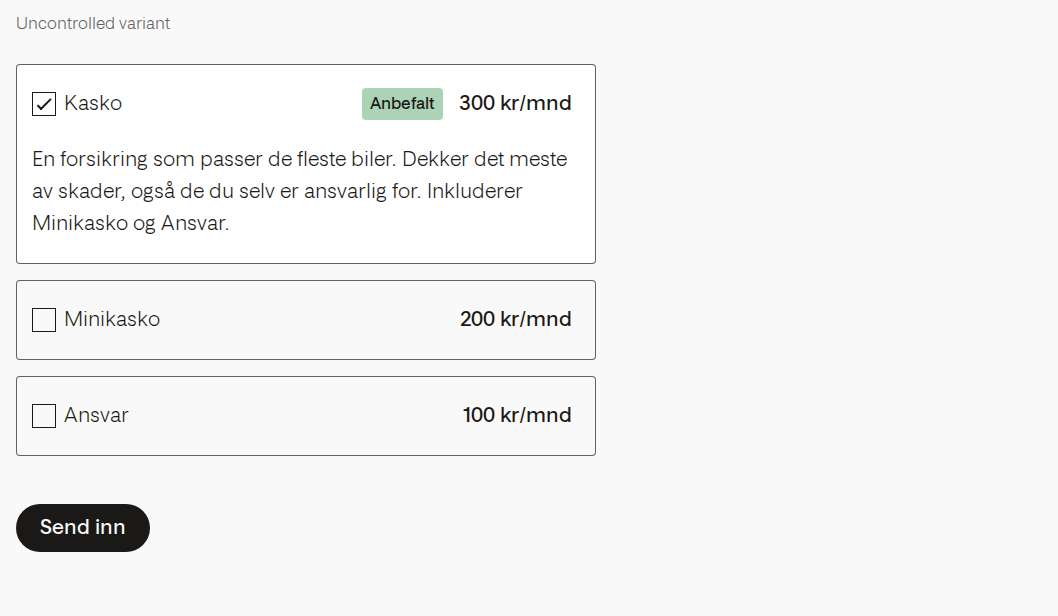 Uncontrolled variant
Kasko Anbefalt 300 kr/mnd
En forsikring som passer de fleste biler. Dekker det meste
av skader, også de du selv er ansvarlig for. Inkluderer
Minikasko og Ansvar.
Minikasko 200 kr/mnd
Ansvar 100 kr/mnd
Send inn